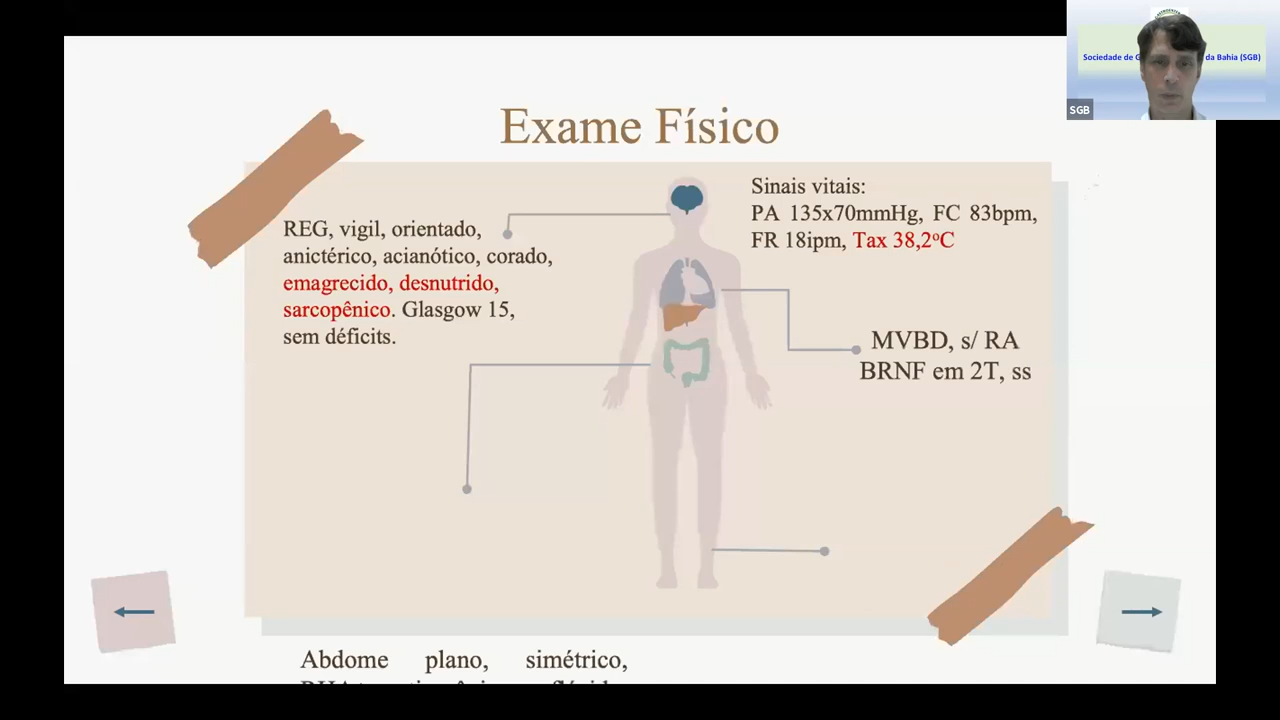 Sociedade de G
da Bahia (SGB)
SGB
Exame Físico
REG, vigil, orientado,
anictérico, acianótico, corado,
emagrecido, desnutrido,
sarcopênico. Glasgow 15,
sem déficits.
Sinais vitais:
PA 135x70mmHg, FC 83bpm,
FR 18ipm, Tax 38,2ºC
MVBD, s/ RA
BRNF em 2T, ss
Abdome plano, simétrico,